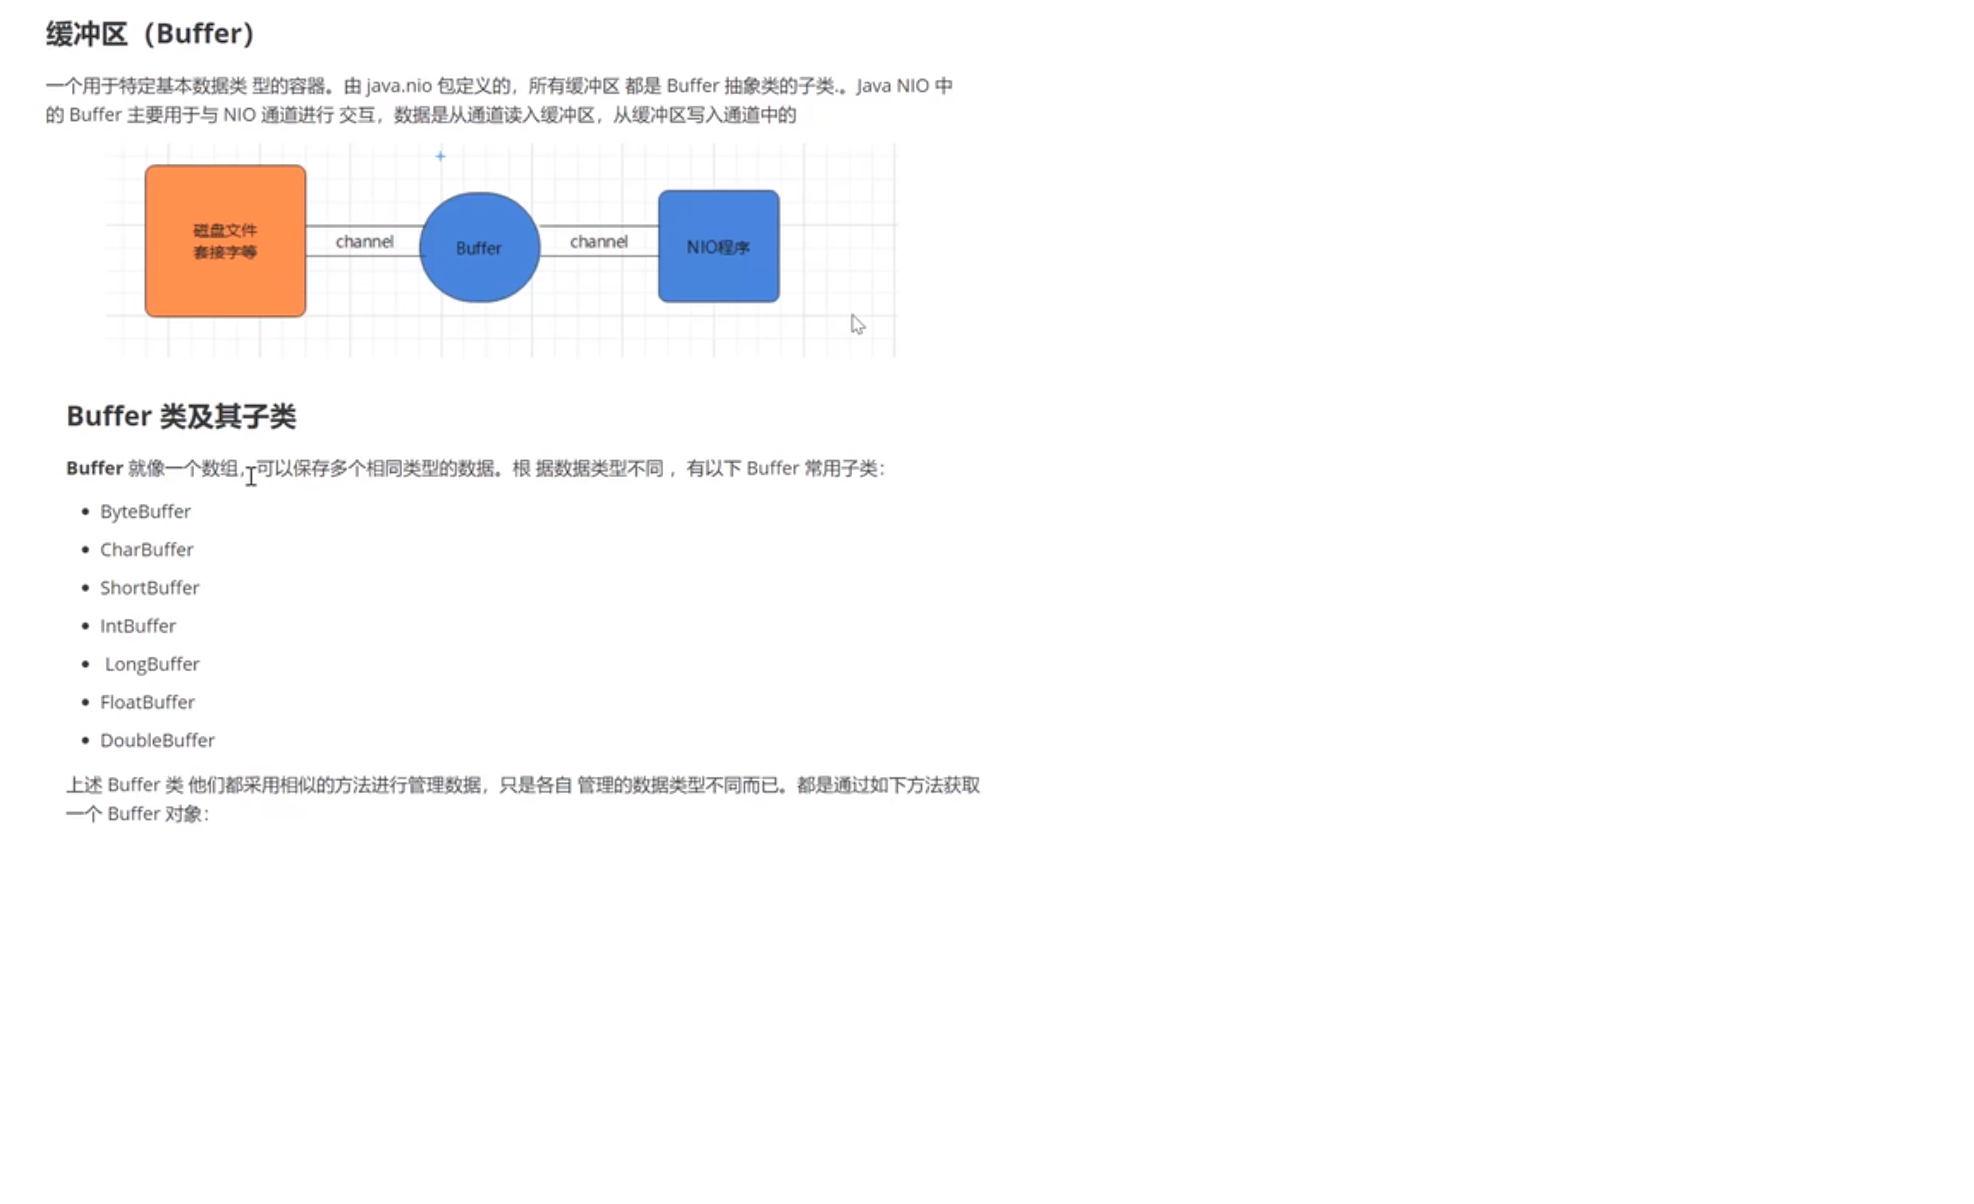 缓冲区（Buffer）
一个用于特定基本数据类 型的容器。由 java.nio 包定义的，所有缓冲区 都是 Buffer 抽象类的子类.。Java NIO 中
的 Buffer 主要用于与 NIO 通道进行 交互，数据是从通道读入缓冲区，从缓冲区写入通道中的
磁盘文件
套接字等
channel
Buffer
channel
NIO程序
Buffer 类及其子类
Buffer 就像一个数组，可以保存多个相同类型的数据。根 据数据类型不同 ，有以下 Buffer 常用子类：
ByteBuffer
CharBuffer
ShortBuffer
IntBuffer
LongBuffer
FloatBuffer
DoubleBuffer
上述 Buffer 类 他们都采用相似的方法进行管理数据，只是各自 管理的数据类型不同而已。都是通过如下方法获取
一个 Buffer 对象：